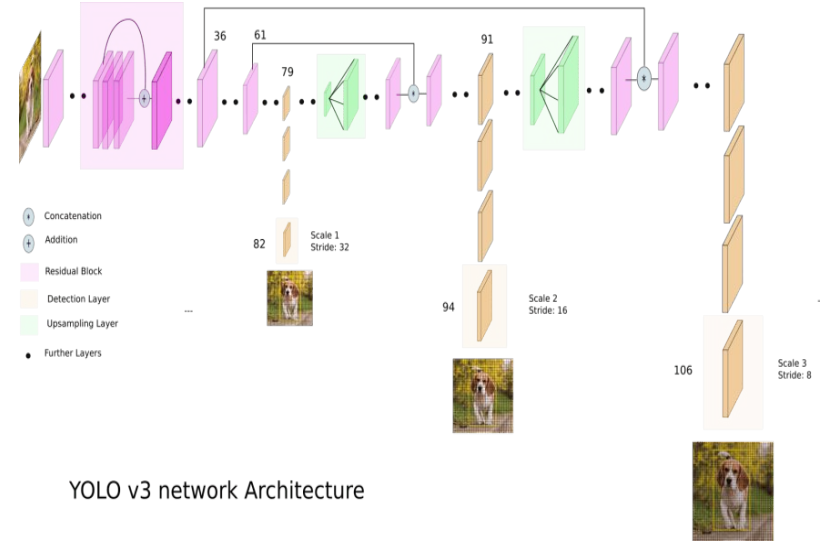 36
61
91
79
Concatenation
Addition
Residual Block
Detection Layer
Upsampling Layer
Further Layers
82
Scale 1
Stride: 32
94
Scale 2
Stride: 16
106
Scale 3
Stride: 8
YOLO v3 network Architecture